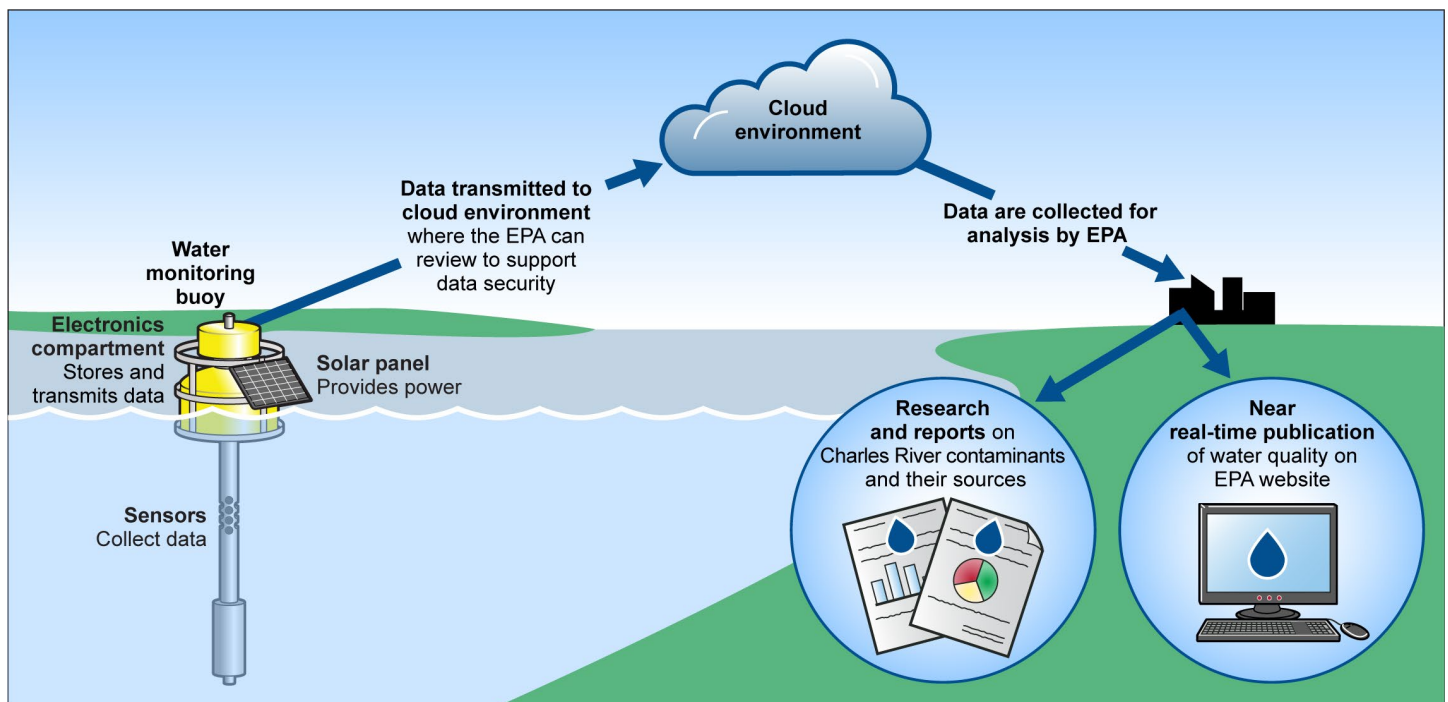 Cloud
environment
Data transmitted to
cloud environment
where the EPA can
review to support
data security
Data are collected for
analysis by EPA
Water
monitoring
buoy
Electronics
compartment
Stores and
transmits data
Solar panel
Provides power
Sensors
Collect data
Research
and reports on
Charles River contaminants
and their sources
Near
real-time publication
of water quality on
EPA website